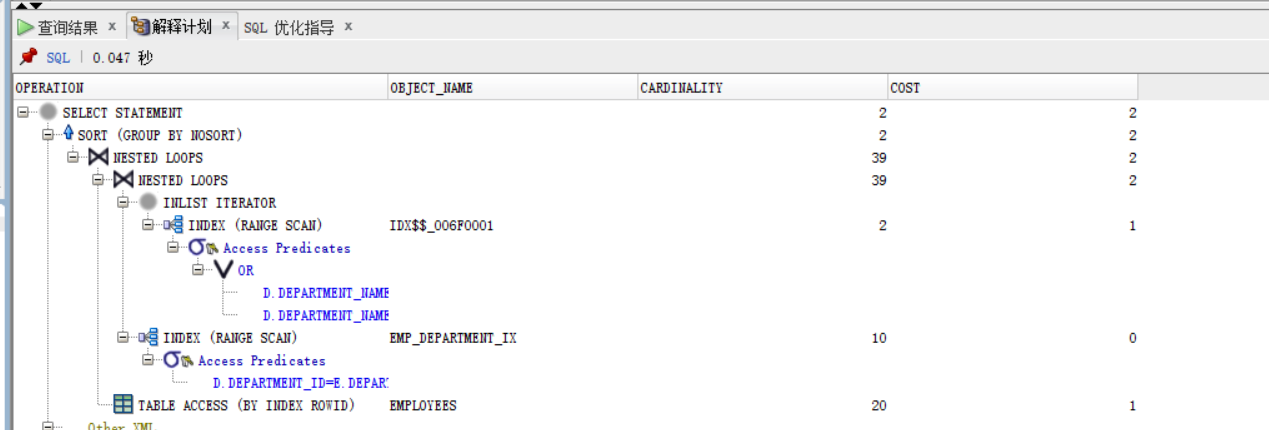 查询结果 × 解释计划 × SQL 优化指导 ×
SQL | 0.047 秒
OPERATION OBJECT_NAME CARDINALITY COST
SELECT STATEMENT 2 2
SORT (GROUP BY NOSORT) 2 2
NESTED LOOPS 39 2
NESTED LOOPS 39 2
INLIST ITERATOR
INDEX (RANGE SCAN) IDX$$_006F0001 2 1
Access Predicates
OR
D.DEPARTMENT_NAME
D.DEPARTMENT_NAME
INDEX (RANGE SCAN) EMP_DEPARTMENT_IX 10 0
Access Predicates
D.DEPARTMENT_ID=E.DEPAR
TABLE ACCESS (BY INDEX ROWID) EMPLOYEES 20 1
Other XML